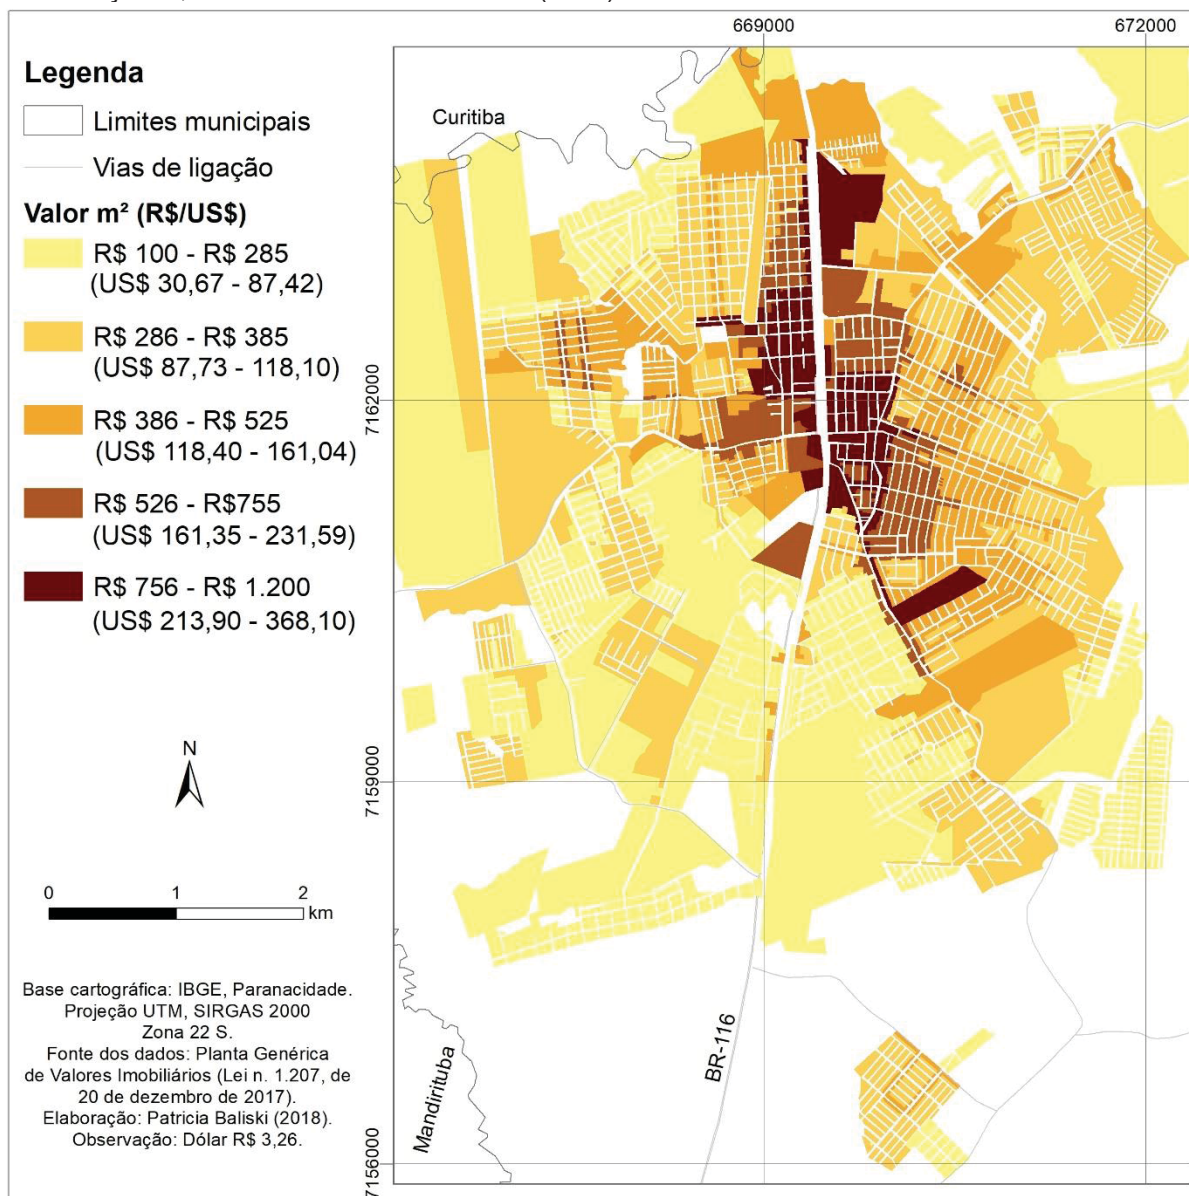 669000
672000
Legenda
Limites municipais
Vias de ligação
Valor m² (R$/US$)
R$ 100 - R$ 285
(US$ 30,67 - 87,42)
R$ 286 - R$ 385
(US$ 87,73 - 118,10)
R$ 386 - R$ 525
(US$ 118,40 - 161,04)
R$ 526 - R$755
(US$ 161,35 - 231,59)
R$ 756 - R$ 1.200
(US$ 213,90 - 368,10)
Curitiba
7162000
7159000
7156000
N
0 1 2
km
Base cartográfica: IBGE, Paranacidade.
Projeção UTM, SIRGAS 2000
Zona 22 S.
Fonte dos dados: Planta Genérica
de Valores Imobiliários (Lei n. 1.207, de
20 de dezembro de 2017).
Elaboração: Patricia Baliski (2018).
Observação: Dólar R$ 3,26.
Mandirituba
BR-116